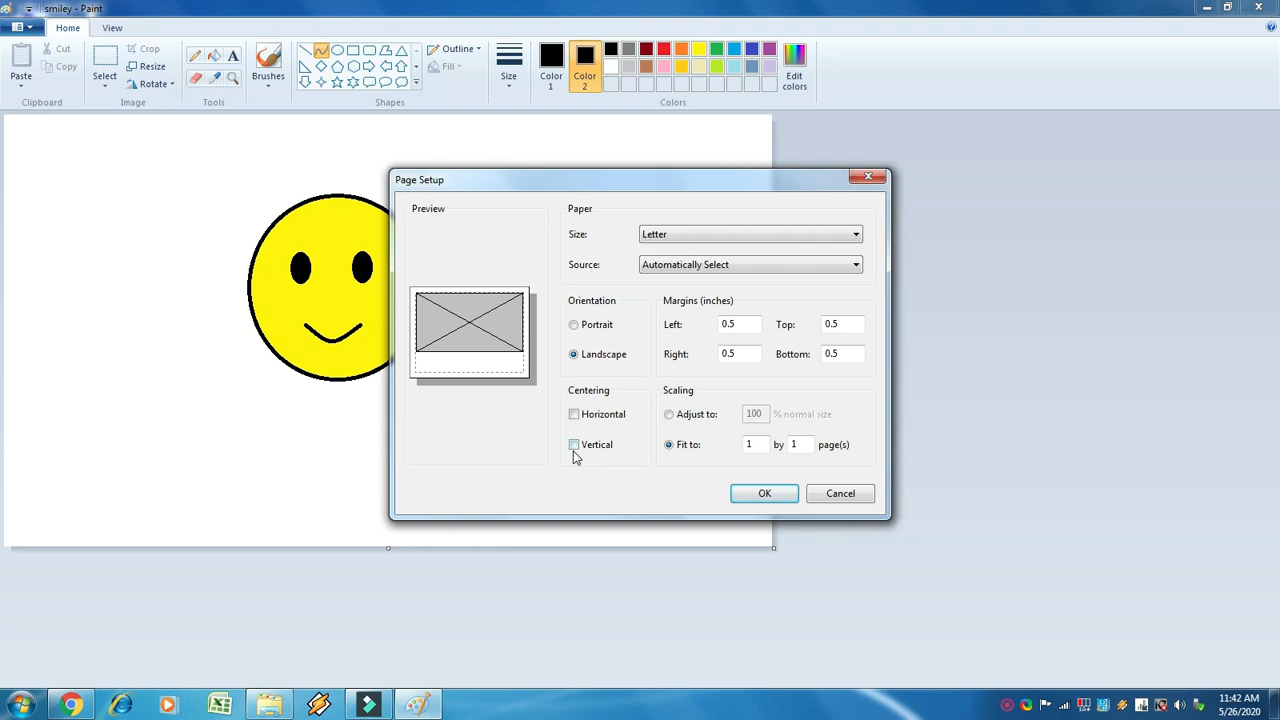 smiley - Paint
Home
View
Paste
Cut
Copy
Clipboard
Select
Crop
Resize
Rotate
Image
Tools
Brushes
Shapes
Outline
Fill
Size
Color 1
Color 2
Colors
Edit colors
Page Setup
Preview
Paper
Size: Letter
Source: Automatically Select
Orientation
Portrait
Landscape
Margins (inches)
Left: 0.5 Top: 0.5
Right: 0.5 Bottom: 0.5
Centering
Horizontal
Vertical
Scaling
Adjust to: 100 % normal size
Fit to: 1 by 1 page(s)
OK
Cancel
11:42 AM
5/26/2020